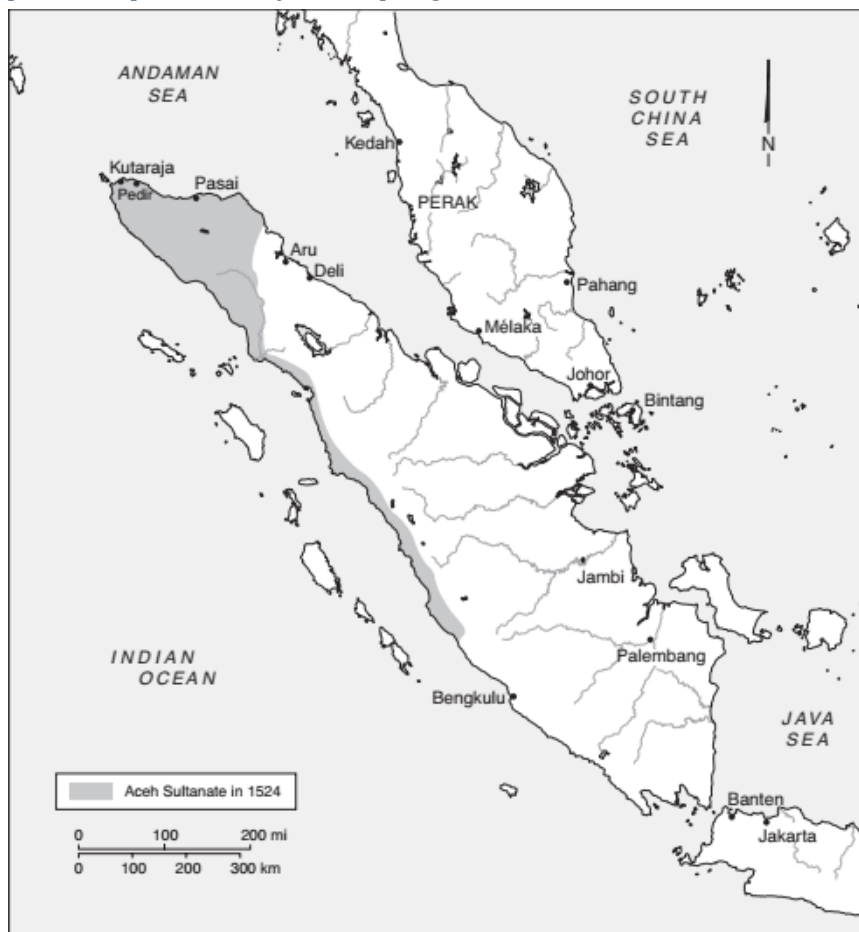 ANDAMAN
SEA
SOUTH
CHINA
SEA
N
Kedah
Kutaraja
Pasai
Pedir
PERAK
Aru
Deli
Pahang
Mélaka
Johor
Bintang
Jambi
INDIAN
OCEAN
Palembang
Bengkulu
JAVA
SEA
Aceh Sultanate in 1524
Banten
Jakarta
0 100 200 mi
0 100 200 300 km